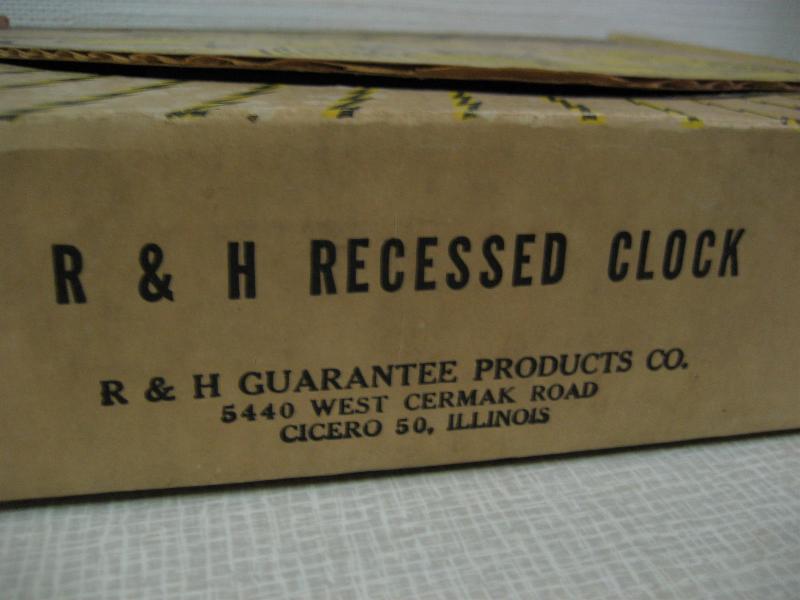 R & H RECESSED CLOCK
R & H GUARANTEE PRODUCTS CO.
5440 WEST CERMAK ROAD
CICERO 50, ILLINOIS